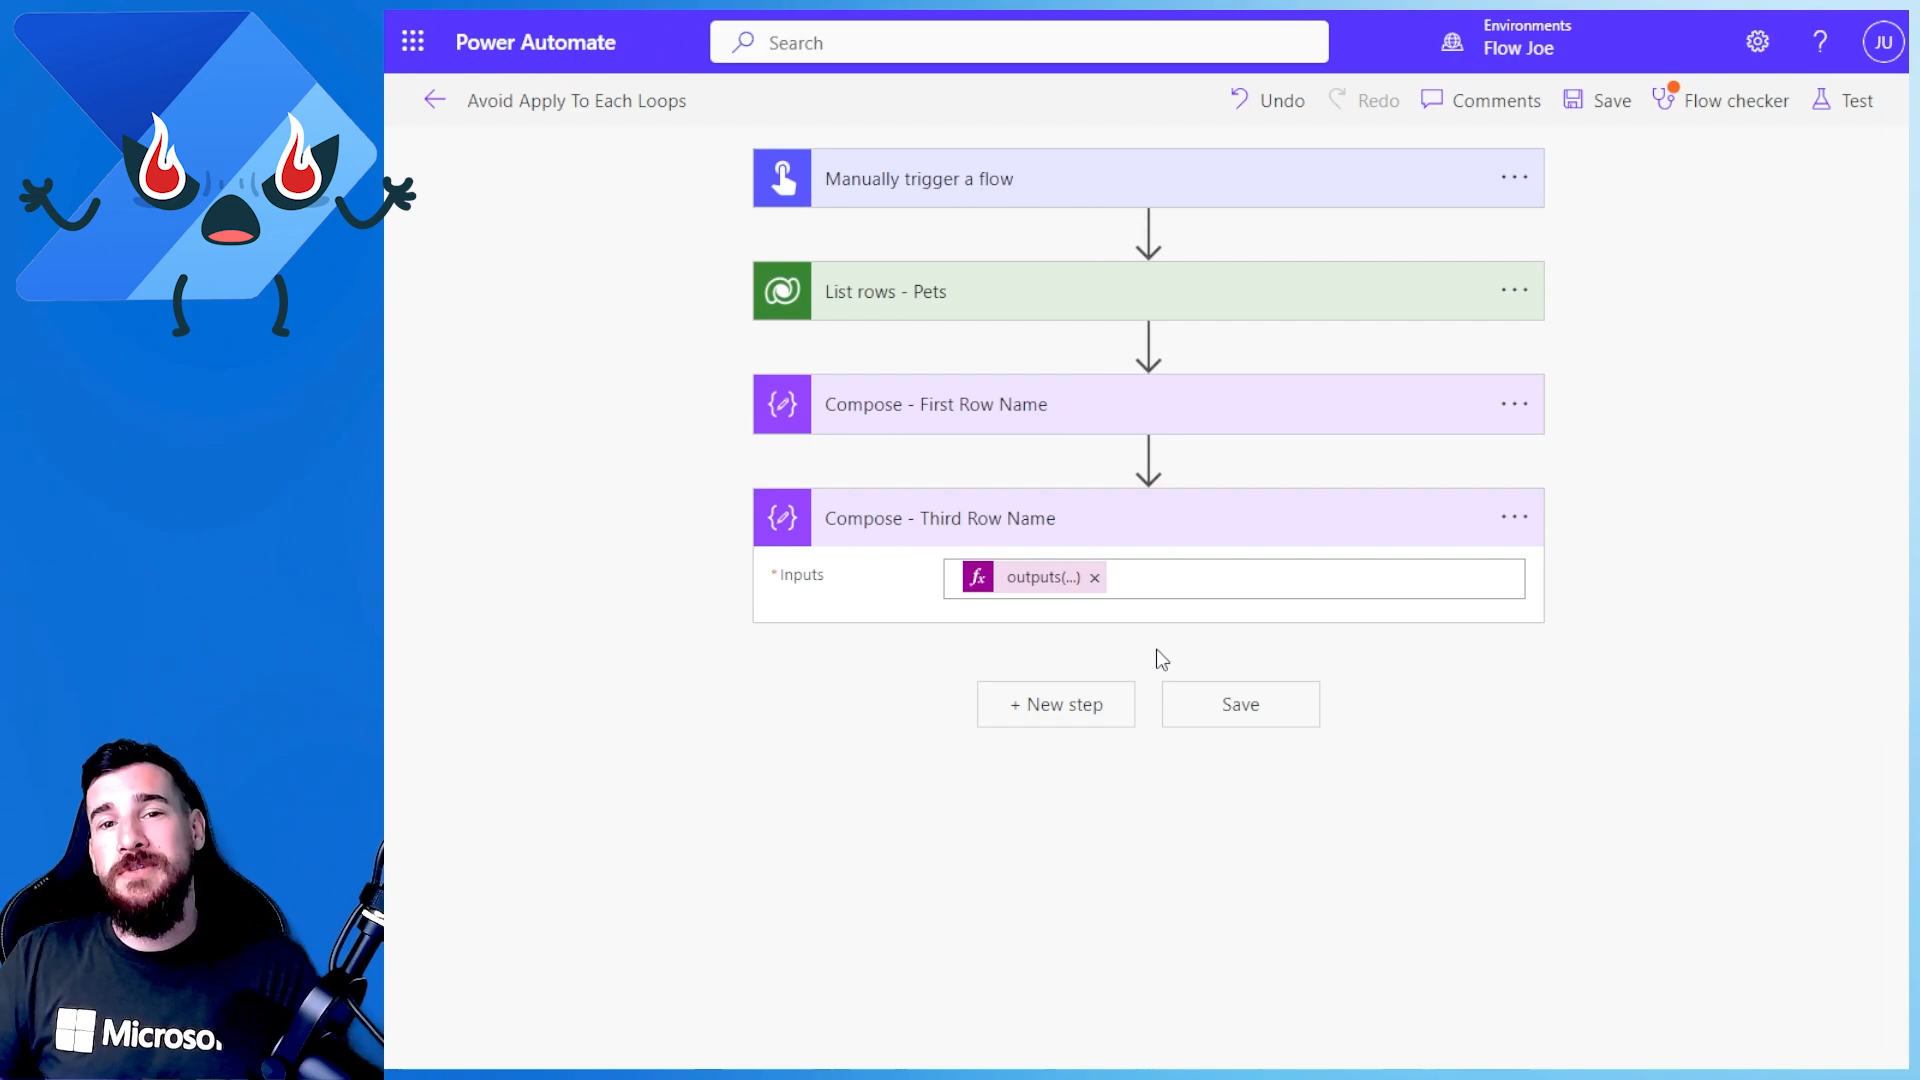 Power Automate
Search
Environments
Flow Joe
JU
Avoid Apply To Each Loops
Undo
Redo
Comments
Save
Flow checker
Test
Manually trigger a flow
List rows - Pets
Compose - First Row Name
Compose - Third Row Name
* Inputs
fx outputs(...) ×
+ New step
Save
Microso